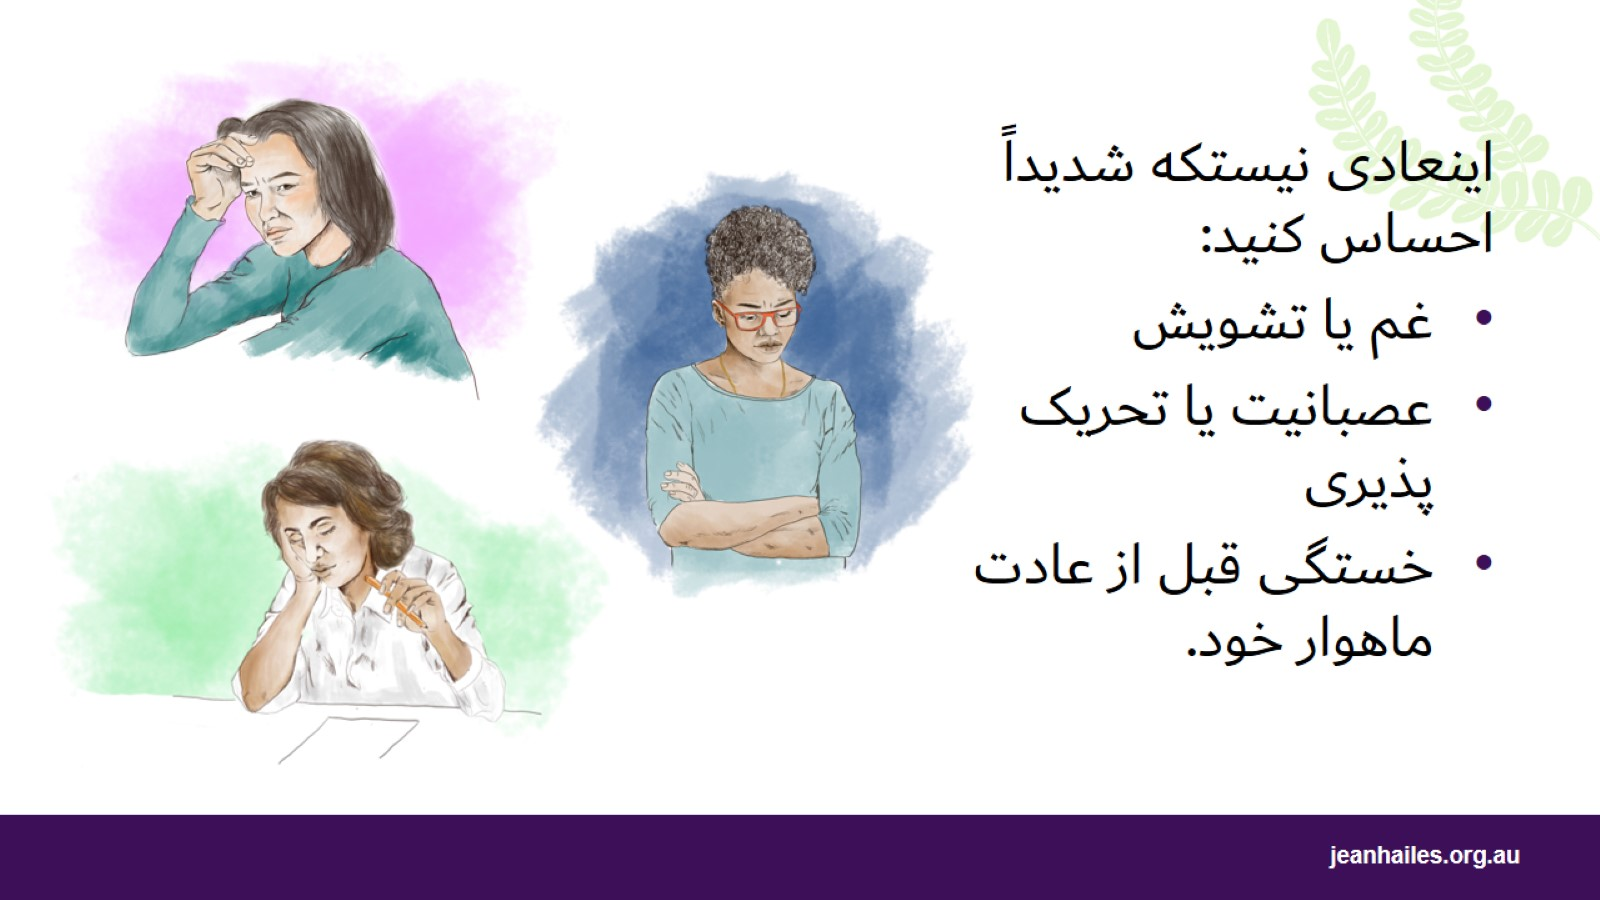 اینعادی نیستکه شدیداً
احساس کنید:
• غم یا تشویش
• عصبانیت یا تحریک
پذیری
• خستگی قبل از عادت
ماهوار خود.
jeanhailes.org.au